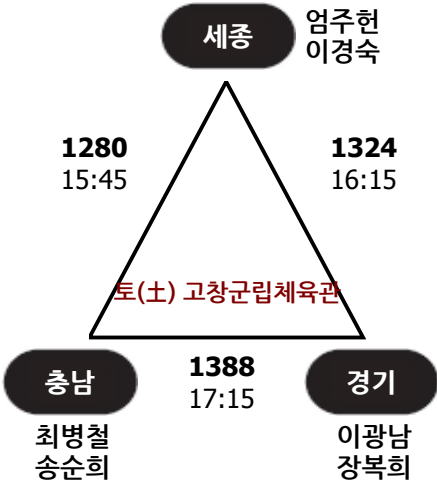 세종
엄주헌
이경숙
1280
15:45
1324
16:15
토(土) 고창군립체육관
충남
1388
17:15
경기
최병철
송순희
이광남
장복희